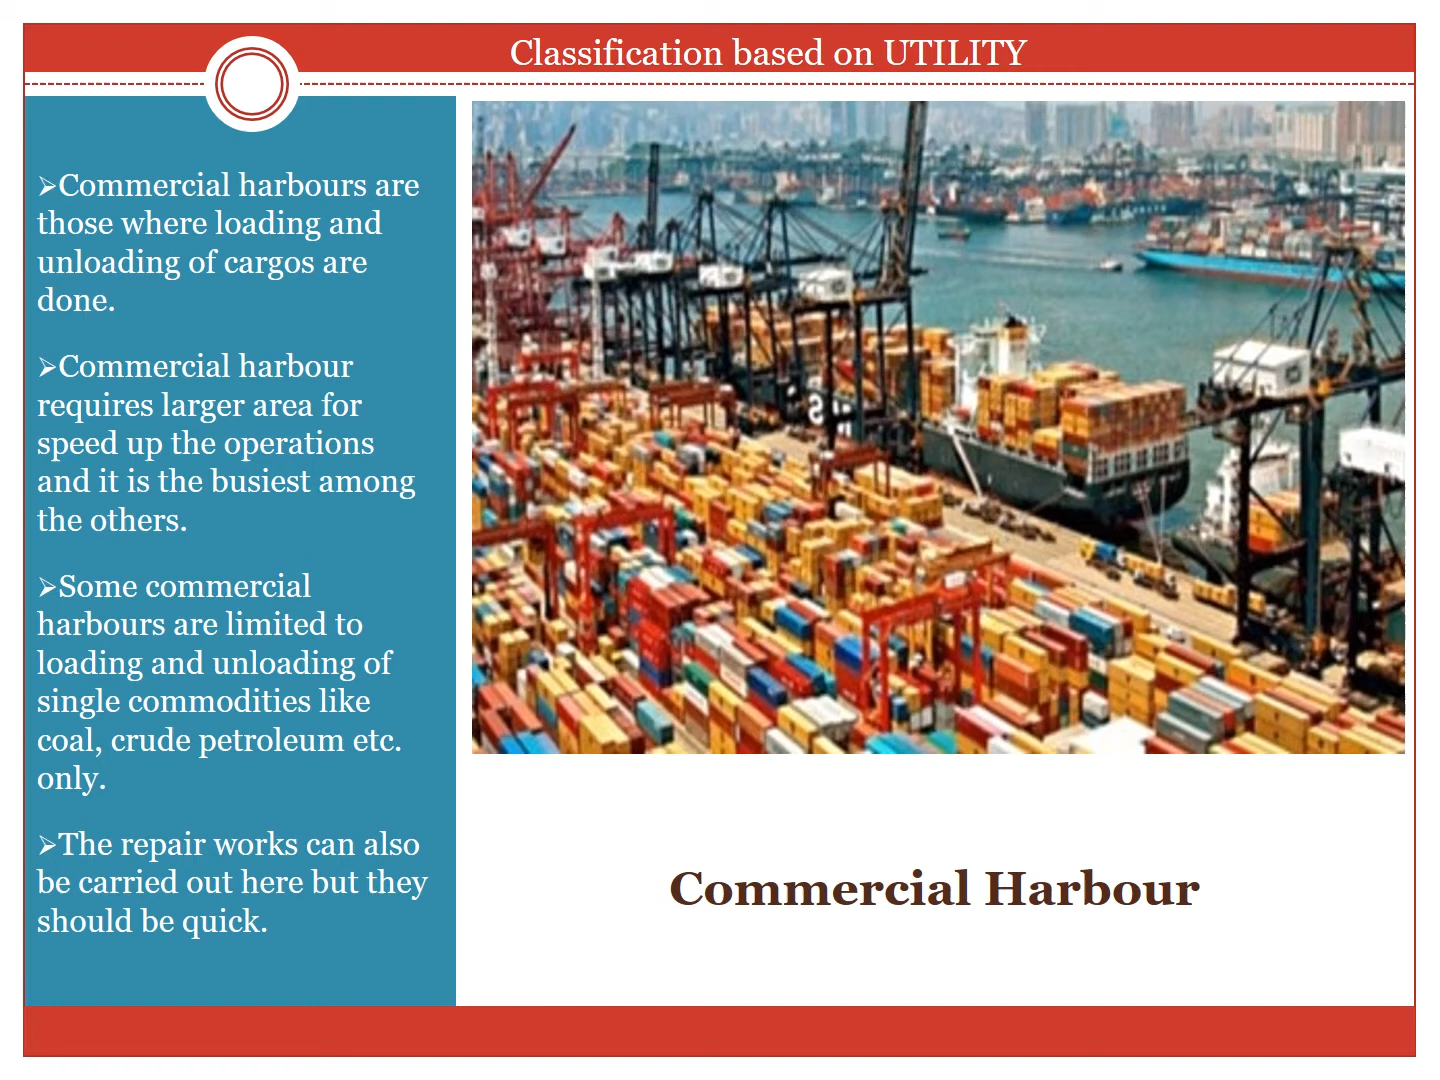 Classification based on UTILITY
➢Commercial harbours are
those where loading and
unloading of cargos are
done.
➢Commercial harbour
requires larger area for
speed up the operations
and it is the busiest among
the others.
➢Some commercial
harbours are limited to
loading and unloading of
single commodities like
coal, crude petroleum etc.
only.
➢The repair works can also
be carried out here but they
should be quick.
Commercial Harbour